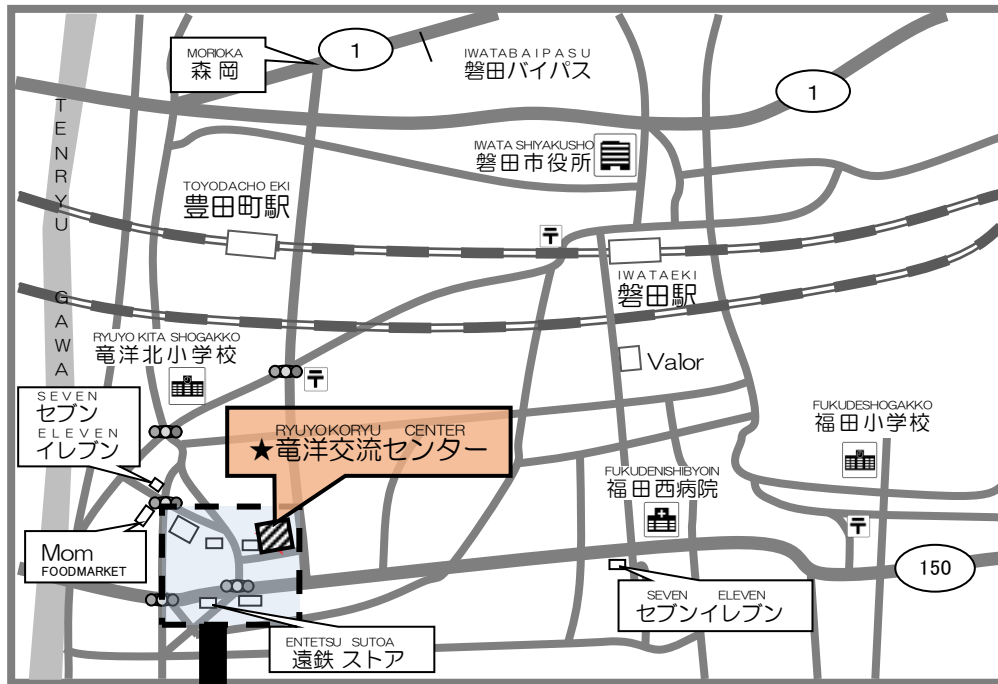 MORIOKA
森岡
1
IWATABAIPASU
磐田バイパス
1
TENRYU GAWA
IWATA SHIYAKUSHO
磐田市役所
TOYODACHO EKI
豊田町駅
〒
IWATAEKI
磐田駅
RYUYO KITA SHOGAKKO
竜洋北小学校
〒
Valor
SEVEN
セブン
ELEVEN
イレブン
RYUYOKORYU CENTER
★竜洋交流センター
FUKUDESHOGAKKO
福田小学校
FUKUDENISHIBYOIN
福田西病院
〒
Mom
FOODMARKET
150
SEVEN ELEVEN
セブンイレブン
ENTETSU SUTOA
遠鉄 ストア